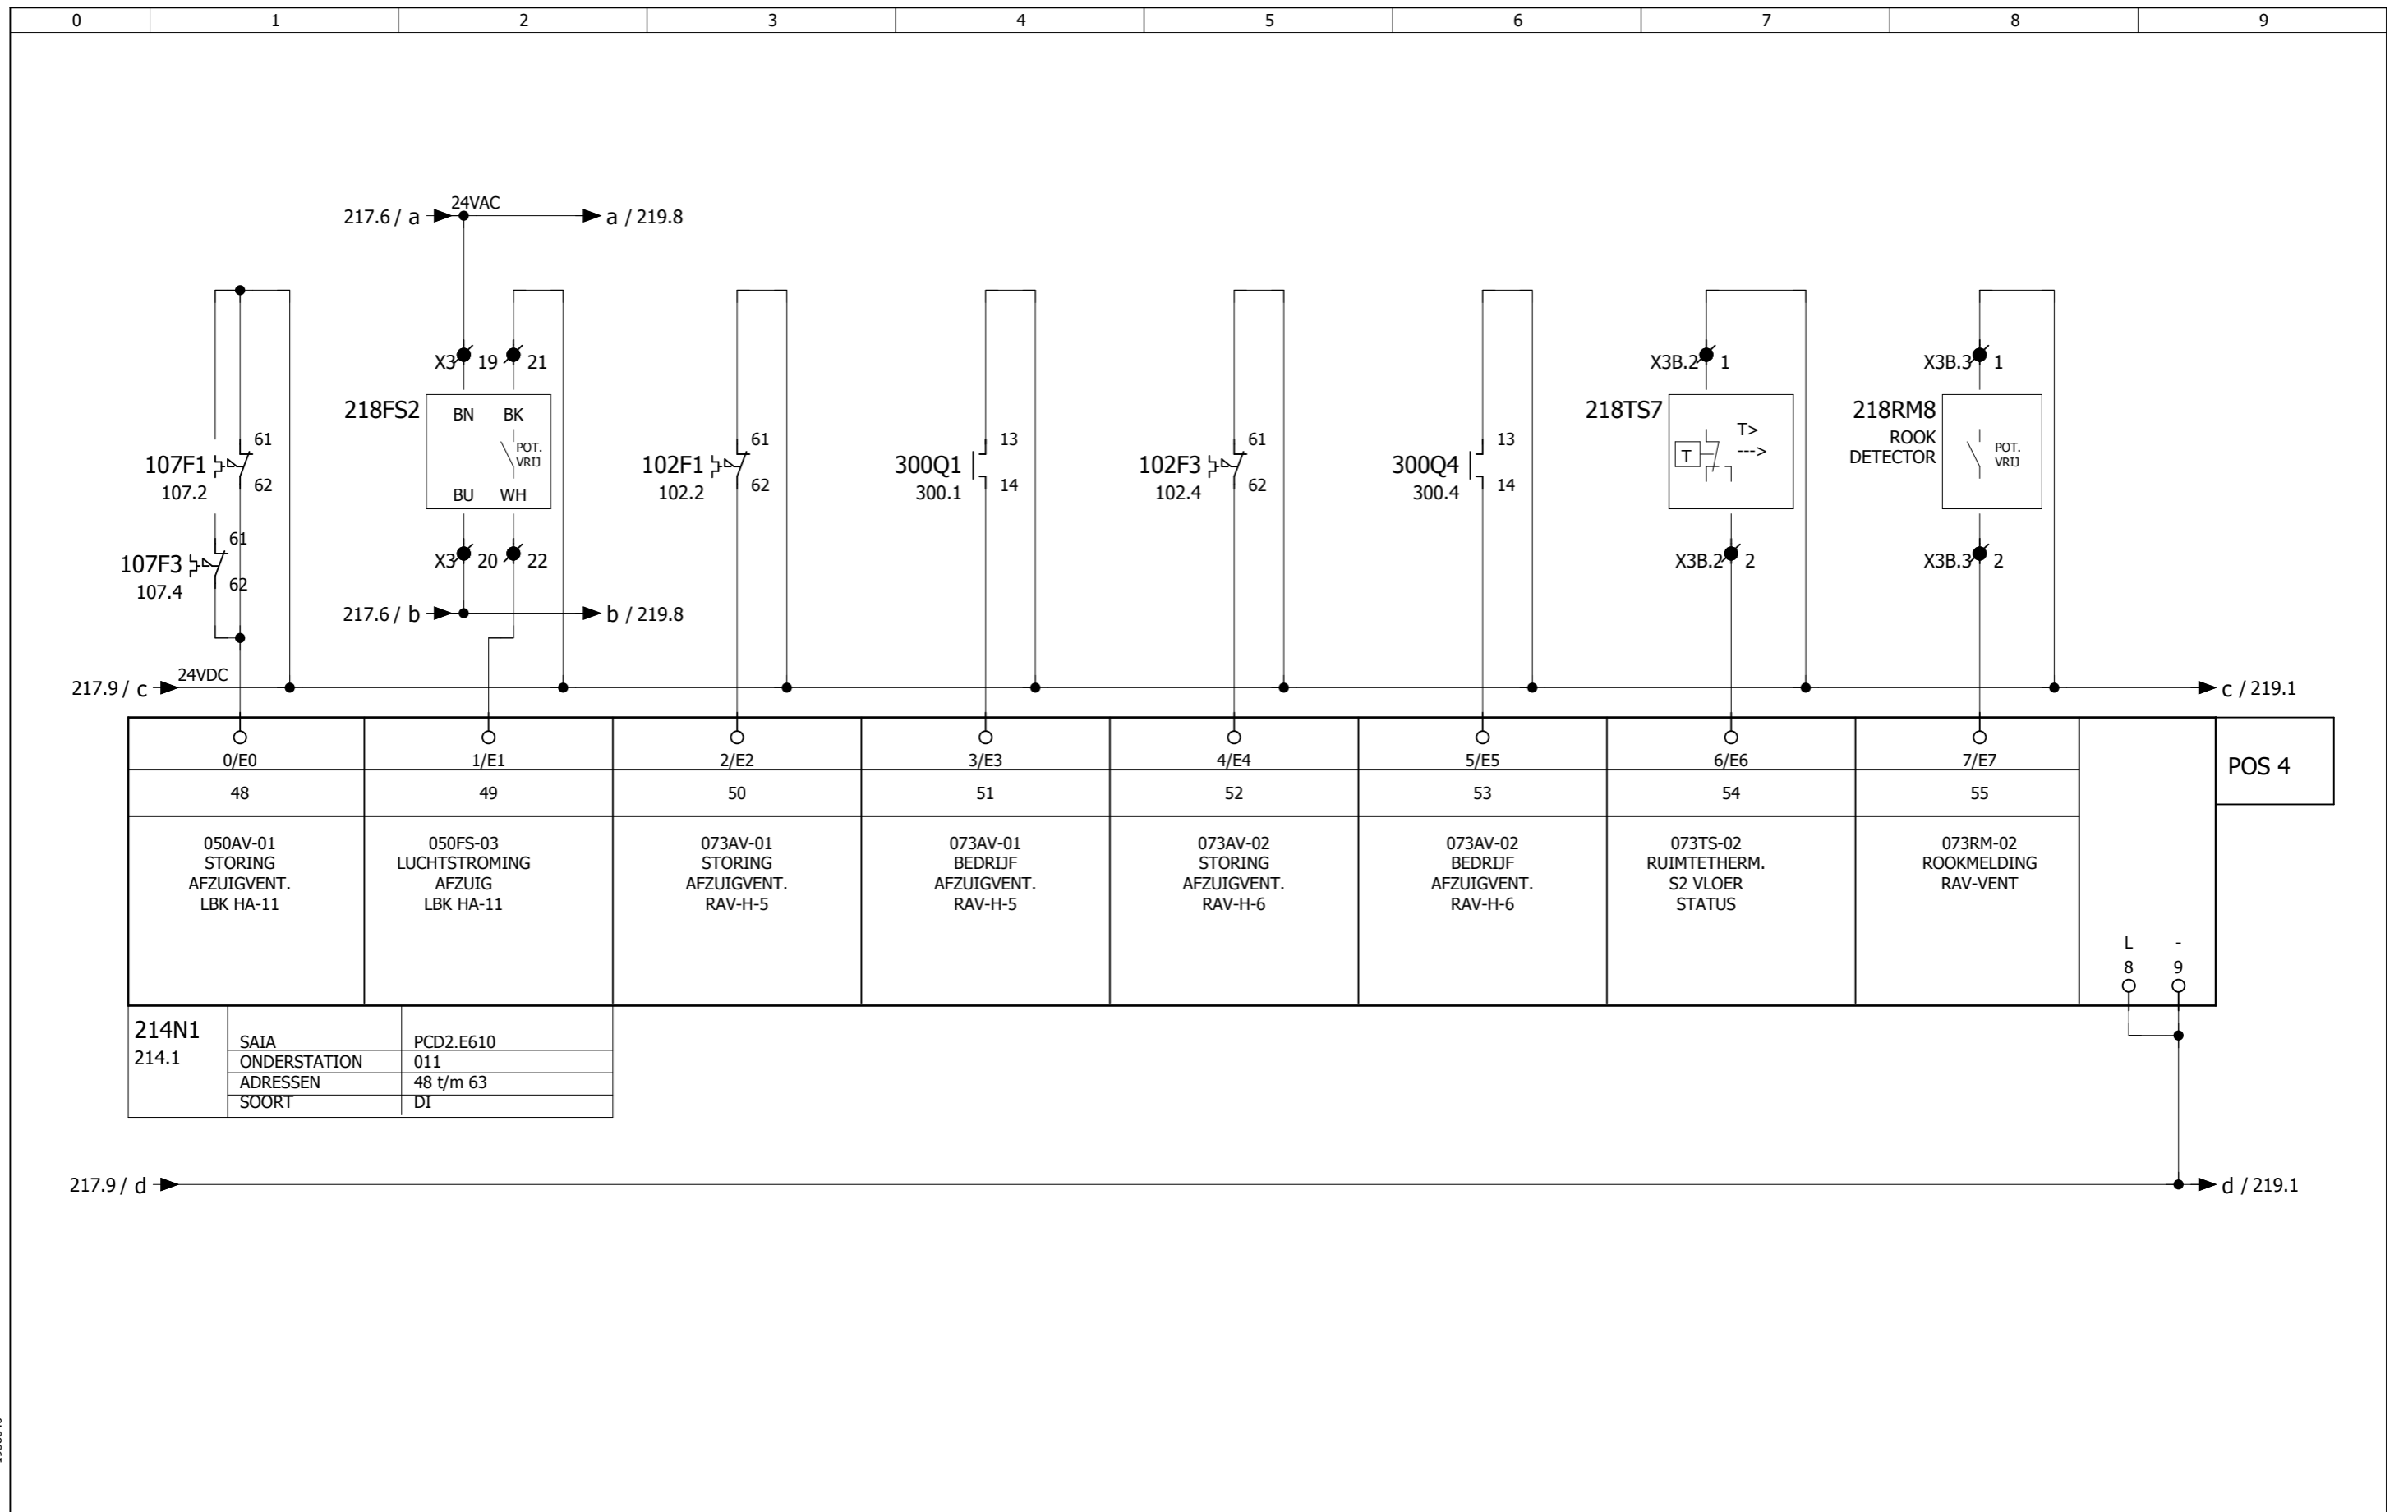 0 1 2 3 4 5 6 7 8 9
24VAC
217.6 / a a / 219.8
X3 19 21
X3B.2 1
X3B.3 1
218FS2
BN BK
POT.
VRIJ
BU WH
218TS7
T>
--->
T
218RM8
ROOK
DETECTOR
POT.
VRIJ
61
107F1
107.2
62
61
102F1
102.2
62
13
300Q1
300.1
14
61
102F3
102.4
62
13
300Q4
300.4
14
61
107F3
107.4
62
X3 20 22
X3B.2 2
X3B.3 2
217.6 / b b / 219.8
24VDC
217.9 / c c / 219.1
0/E0 1/E1 2/E2 3/E3 4/E4 5/E5 6/E6 7/E7
POS 4
48 49 50 51 52 53 54 55
050AV-01
STORING
AFZUIGVENT.
LBK HA-11
050FS-03
LUCHTSTROMING
AFZUIG
LBK HA-11
073AV-01
STORING
AFZUIGVENT.
RAV-H-5
073AV-01
BEDRIJF
AFZUIGVENT.
RAV-H-5
073AV-02
STORING
AFZUIGVENT.
RAV-H-6
073AV-02
BEDRIJF
AFZUIGVENT.
RAV-H-6
073TS-02
RUIMTETHERM.
S2 VLOER
STATUS
073RM-02
ROOKMELDING
RAV-VENT
L -
8 9
214N1
214.1
SAIA PCD2.E610
ONDERSTATION 011
ADRESSEN 48 t/m 63
SOORT DI
217.9 / d d / 219.1